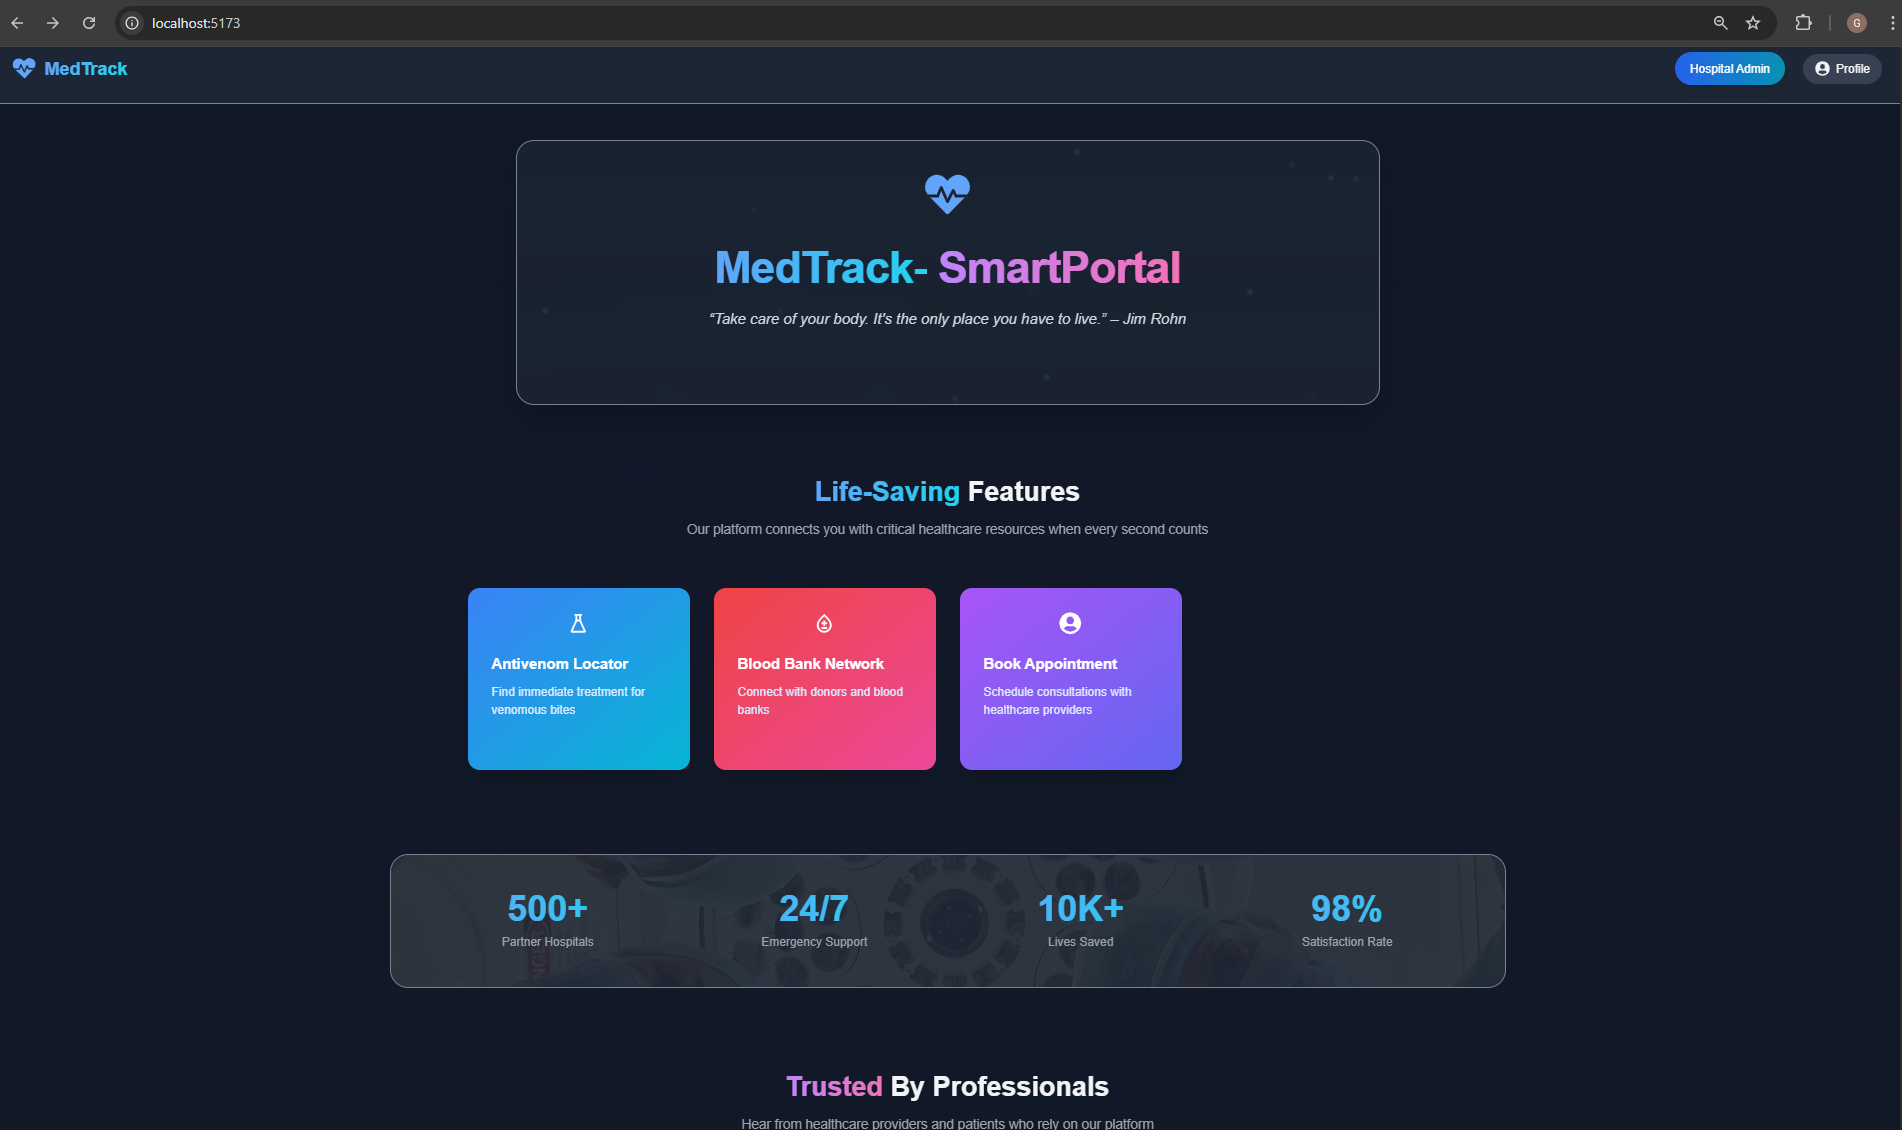 localhost:5173
G
MedTrack
Hospital Admin
Profile
MedTrack- SmartPortal
“Take care of your body. It's the only place you have to live.” – Jim Rohn
Life-Saving Features
Our platform connects you with critical healthcare resources when every second counts
Antivenom Locator
Find immediate treatment for
venomous bites
Blood Bank Network
Connect with donors and blood
banks
Book Appointment
Schedule consultations with
healthcare providers
500+
Partner Hospitals
24/7
Emergency Support
10K+
Lives Saved
98%
Satisfaction Rate
Trusted By Professionals
Hear from healthcare providers and patients who rely on our platform